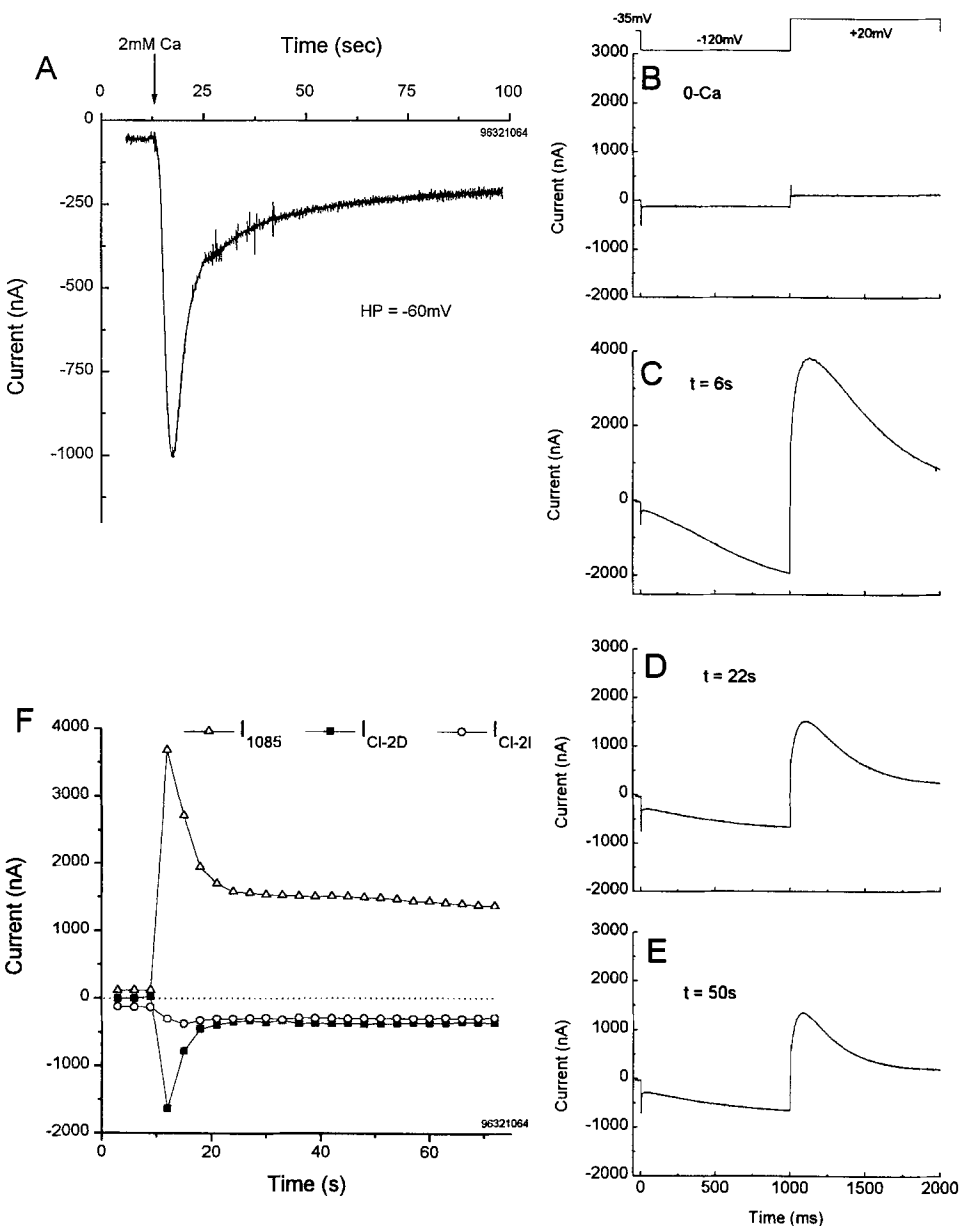 A
2mM Ca
Time (sec)
0 25 50 75 100
96321064
0
-250
-500
-750
-1000
Current (nA)
HP = -60mV
-35mV
-120mV
+20mV
B
0-Ca
3000
2000
1000
0
-1000
-2000
Current (nA)
C
t = 6s
4000
2000
0
-2000
Current (nA)
D
t = 22s
3000
2000
1000
0
-1000
-2000
Current (nA)
E
t = 50s
3000
2000
1000
0
-1000
-2000
Current (nA)
0 500 1000 1500 2000
Time (ms)
F
I1085 ICl-2D ICl-2I
4000
3000
2000
1000
0
-1000
-2000
Current (nA)
96321064
0 20 40 60
Time (s)